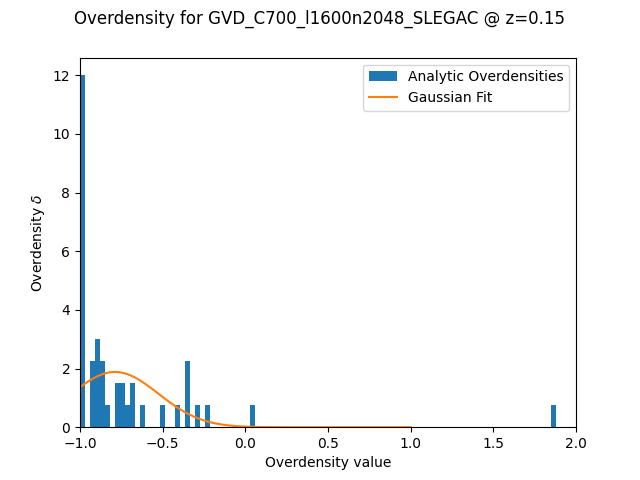 Overdensity for GVD_C700_l1600n2048_SLEGAC @ z=0.15
Analytic Overdensities
Gaussian Fit
Overdensity δ
12
10
8
6
4
2
0
−1.0 −0.5 0.0 0.5 1.0 1.5 2.0
Overdensity value